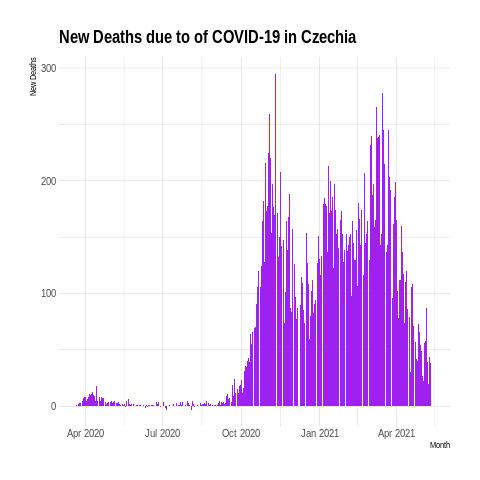 New Deaths due to of COVID-19 in Czechia
New Deaths
300
200
100
0
Apr 2020 Jul 2020 Oct 2020 Jan 2021 Apr 2021
Month